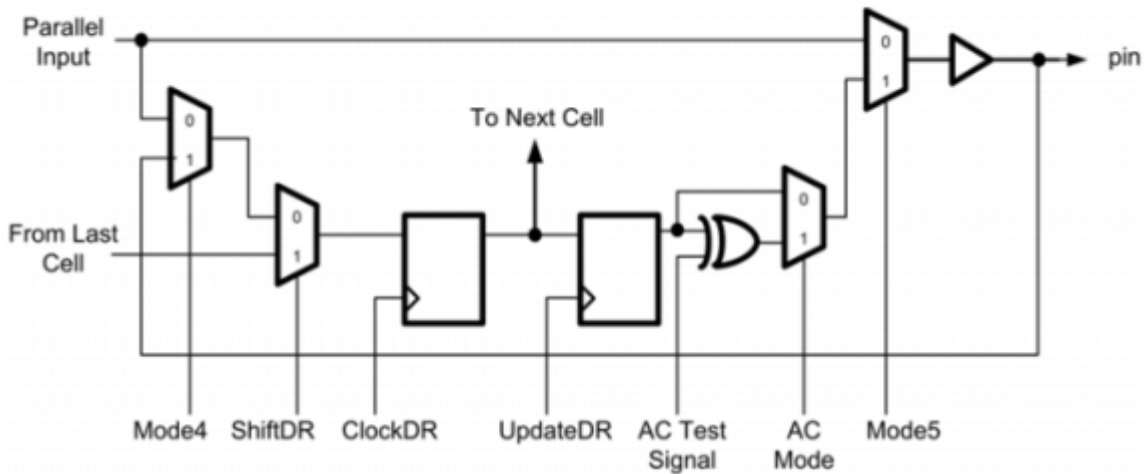 Parallel
Input
0
1
pin
To Next Cell
0
1
From Last
Cell
0
1
0
1
Mode4
ShiftDR
ClockDR
UpdateDR
AC Test
Signal
AC
Mode
Mode5